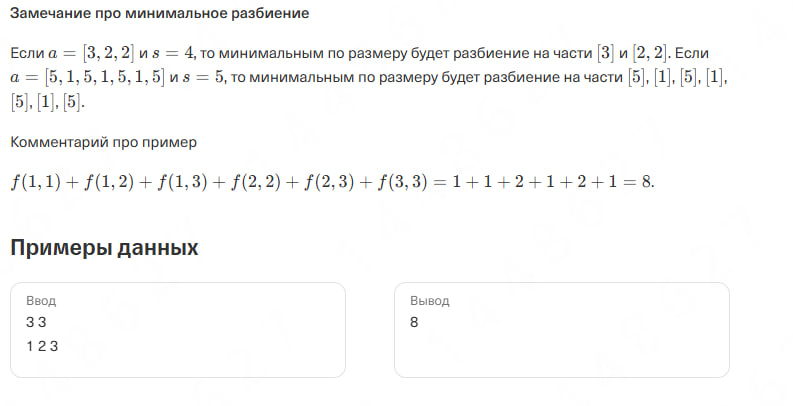 Замечание про минимальное разбиение
Если a = [3, 2, 2] и s = 4, то минимальным по размеру будет разбиение на части [3] и [2, 2]. Если
a = [5, 1, 5, 1, 5, 1, 5] и s = 5, то минимальным по размеру будет разбиение на части [5], [1], [5], [1],
[5], [1], [5].
Комментарий про пример
f(1, 1) + f(1, 2) + f(1, 3) + f(2, 2) + f(2, 3) + f(3, 3) = 1 + 1 + 2 + 1 + 2 + 1 = 8.
Примеры данных
Ввод
3 3
1 2 3
Вывод
8